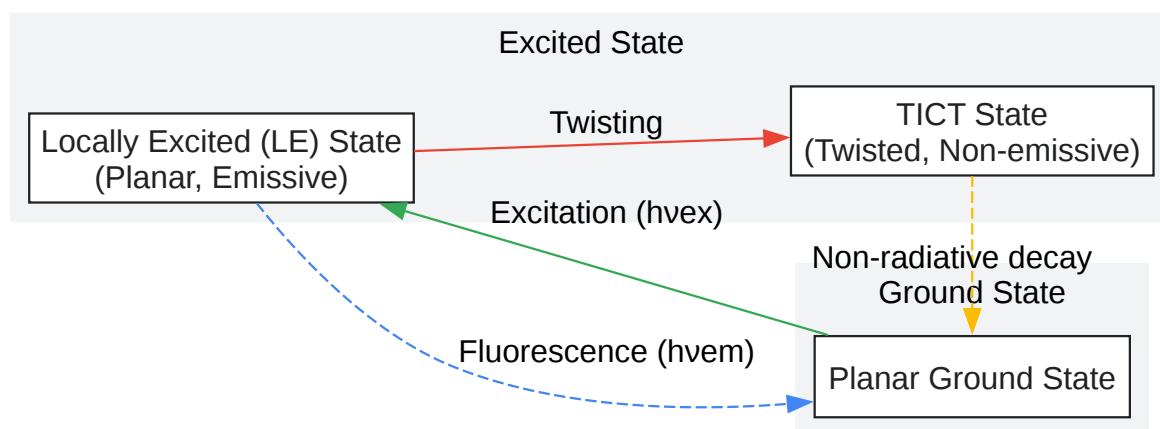 Excited State
TICT State
(Twisted, Non-emissive)
Twisting
Locally Excited (LE) State
(Planar, Emissive)
Excitation (hνex)
Non-radiative decay
Ground State
Fluorescence (hνem)
Planar Ground State